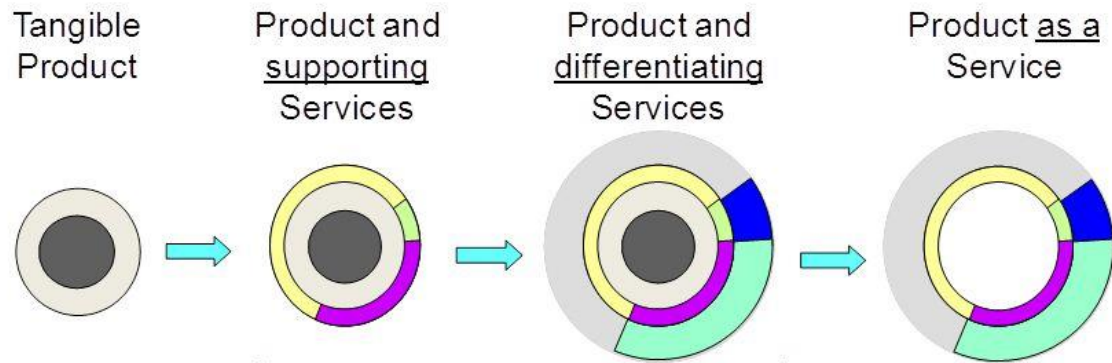 Tangible
Product
Product and
supporting
Services
Product and
differentiating
Services
Product as a
Service